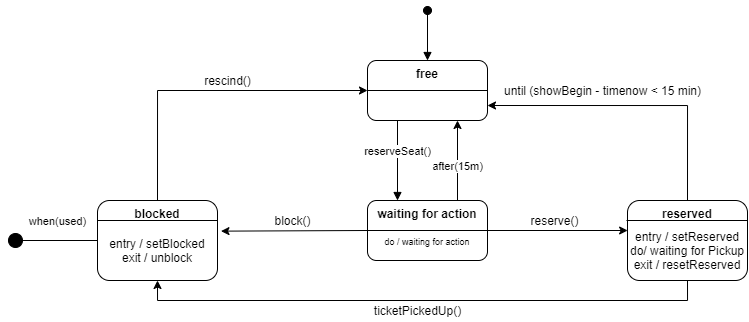 free
rescind()
until (showBegin - timenow < 15 min)
reserveSeat()
after(15m)
blocked
entry / setBlocked
exit / unblock
when(used)
block()
waiting for action
do / waiting for action
reserve()
reserved
entry / setReserved
do/ waiting for Pickup
exit / resetReserved
ticketPickedUp()